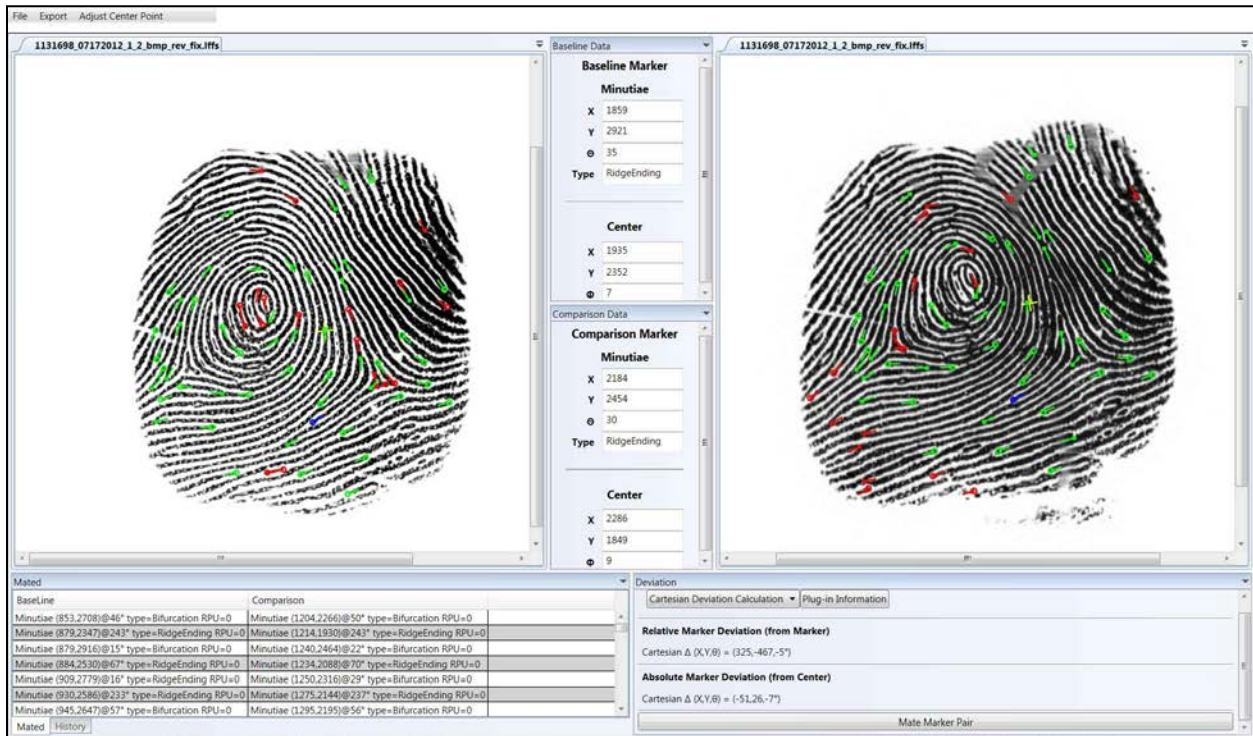 File Export Adjust Center Point
1131698_07172012_1_2_bmp_rev_fix.lffs
Baseline Data
Baseline Marker
Minutiae
X 1859
Y 2921
Θ 35
Type RidgeEnding
Center
X 1935
Y 2352
Φ 7
Comparison Data
Comparison Marker
Minutiae
X 2184
Y 2454
Θ 30
Type RidgeEnding
Center
X 2286
Y 1849
Φ 9
1131698_07172012_1_2_bmp_rev_fix.lffs
Mated
BaseLine Comparison
Minutiae (853,2708)@46° type=Bifurcation RPU=0 Minutiae (1204,2266)@50° type=Bifurcation RPU=0
Minutiae (879,2347)@243° type=RidgeEnding RPU=0 Minutiae (1214,1930)@243° type=RidgeEnding RPU=0
Minutiae (879,2916)@15° type=Bifurcation RPU=0 Minutiae (1240,2464)@22° type=Bifurcation RPU=0
Minutiae (884,2530)@67° type=RidgeEnding RPU=0 Minutiae (1234,2088)@70° type=RidgeEnding RPU=0
Minutiae (909,2779)@16° type=Bifurcation RPU=0 Minutiae (1250,2316)@29° type=Bifurcation RPU=0
Minutiae (930,2586)@233° type=RidgeEnding RPU=0 Minutiae (1275,2144)@237° type=RidgeEnding RPU=0
Minutiae (945,2647)@57° type=Bifurcation RPU=0 Minutiae (1295,2195)@56° type=Bifurcation RPU=0
Mated History
Deviation
Cartesian Deviation Calculation Plug-in Information
Relative Marker Deviation (from Marker)
Cartesian Δ (X,Y,θ) = (325,-467,-5°)
Absolute Marker Deviation (from Center)
Cartesian Δ (X,Y,θ) = (-51,26,-7°)
Mate Marker Pair